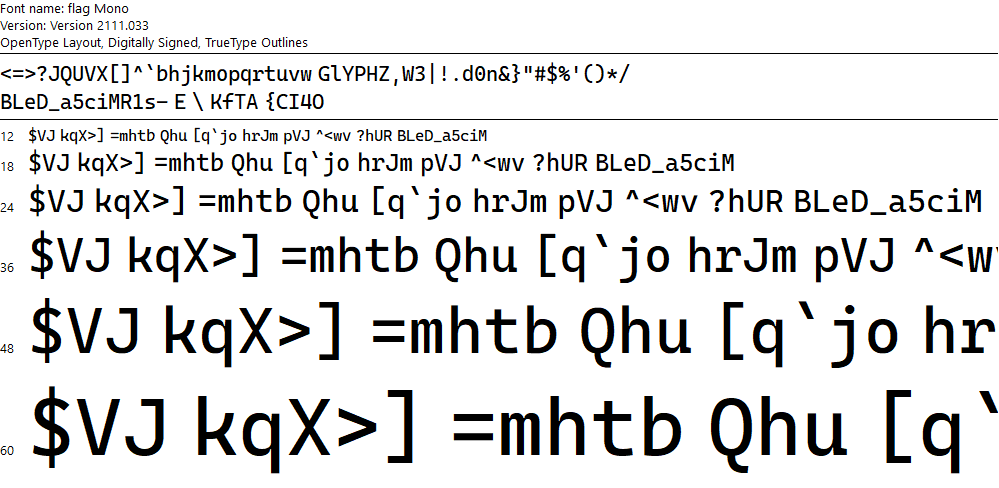 Font name: flag Mono
Version: Version 2111.033
OpenType Layout, Digitally Signed, TrueType Outlines
<=>?JQUVX[]^`bhjkmopqrtuvw GlYPHZ,W3|!.d0n&}"#$%'()*/
BLeD_a5ciMR1s- E \ KfTA {CI4O
12 $VJ kqX>] =mhtb Qhu [q`jo hrJm pVJ ^<wv ?hUR BLeD_a5ciM
18 $VJ kqX>] =mhtb Qhu [q`jo hrJm pVJ ^<wv ?hUR BLeD_a5ciM
24 $VJ kqX>] =mhtb Qhu [q`jo hrJm pVJ ^<wv ?hUR BLeD_a5ciM
36 $VJ kqX>] =mhtb Qhu [q`jo hrJm pVJ ^<w
48 $VJ kqX>] =mhtb Qhu [q`jo hr
60 $VJ kqX>] =mhtb Qhu [q`